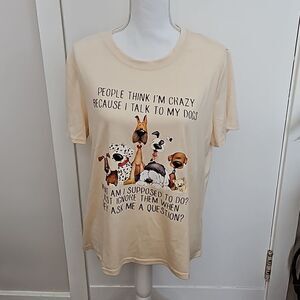 PEOPLE THINK I'M CRAZY
BECAUSE I TALK TO MY DOGS
AM I SUPPOSED TO DO?
IGNORE THEM WHEN
ASK ME A QUESTION?